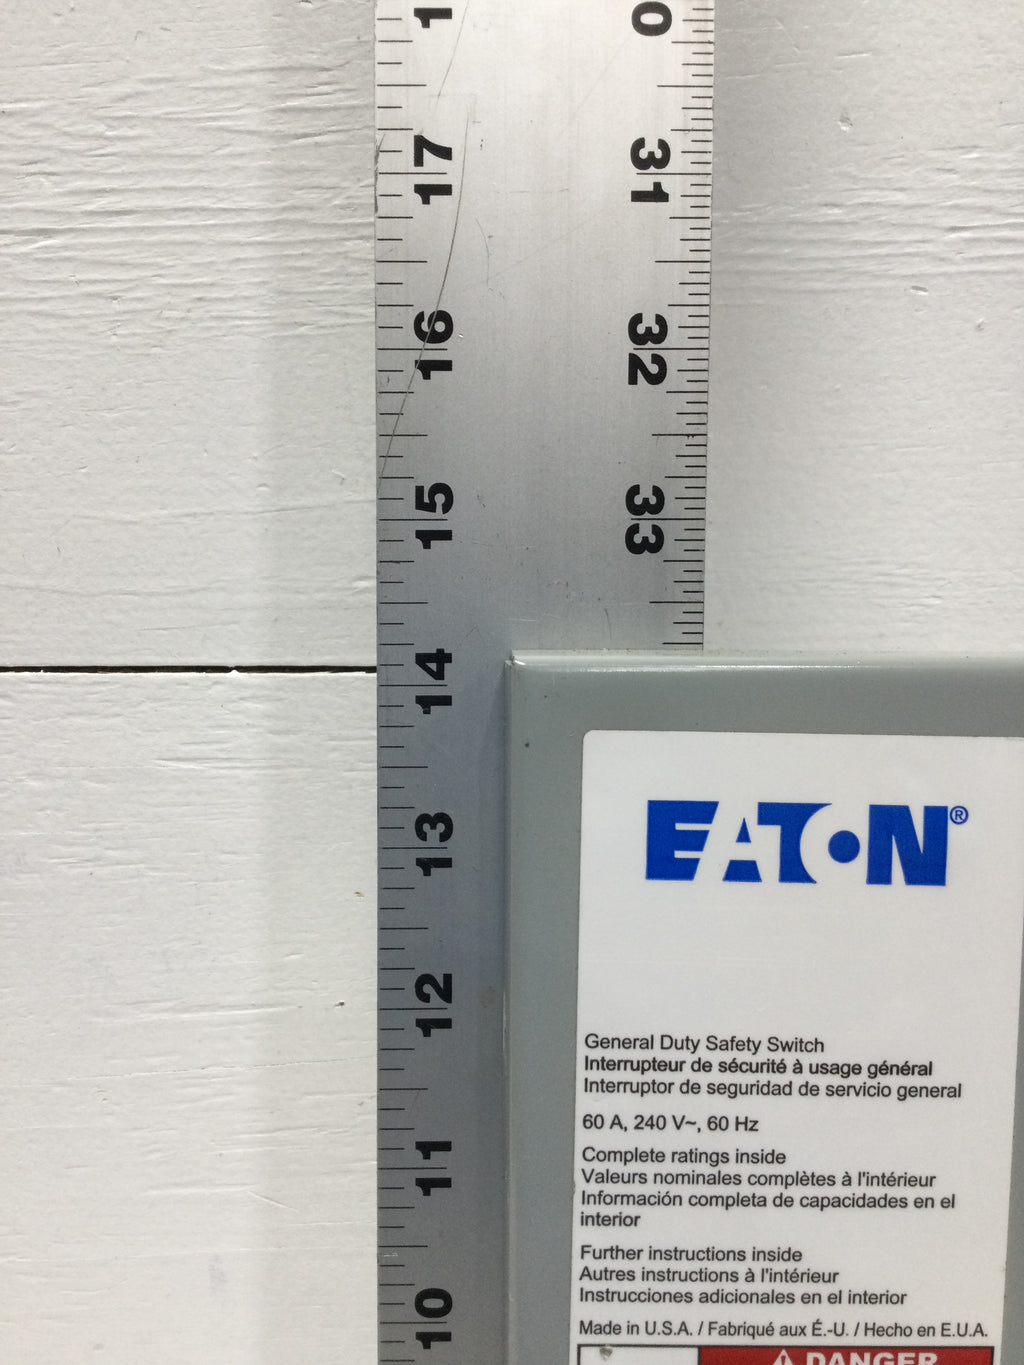 1
17
16
15
14
13
12
11
10
0
31
32
33
EATON®
General Duty Safety Switch
Interrupteur de sécurité à usage général
Interruptor de seguridad de servicio general
60 A, 240 V~, 60 Hz
Complete ratings inside
Valeurs nominales complètes à l'intérieur
Información completa de capacidades en el
interior
Further instructions inside
Autres instructions à l'intérieur
Instrucciones adicionales en el interior
Made in U.S.A. / Fabriqué aux É.-U. / Hecho en E.U.A.
DANGER